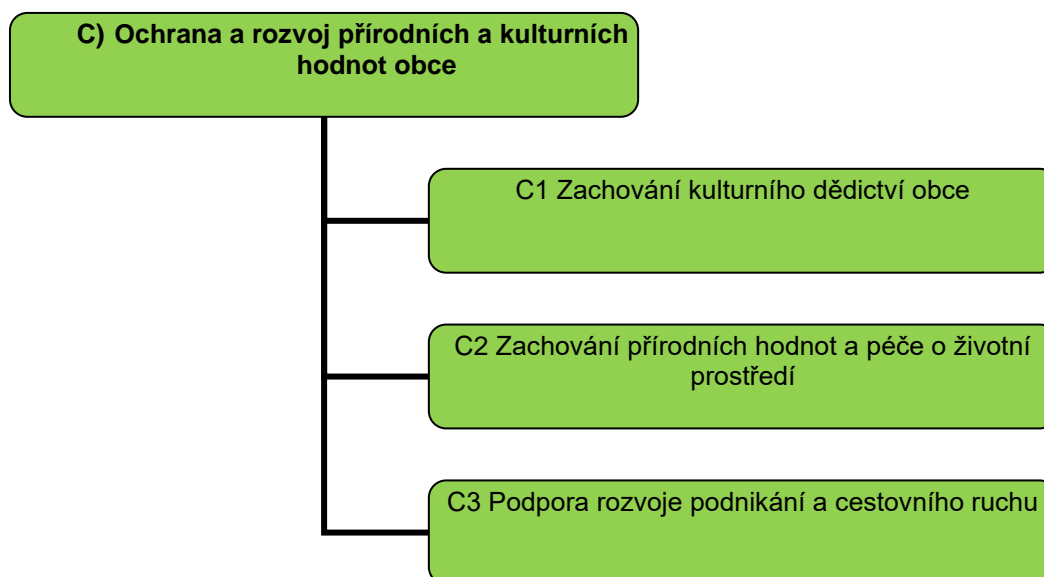 C) Ochrana a rozvoj přírodních a kulturních
hodnot obce
C1 Zachování kulturního dědictví obce
C2 Zachování přírodních hodnot a péče o životní
prostředí
C3 Podpora rozvoje podnikání a cestovního ruchu